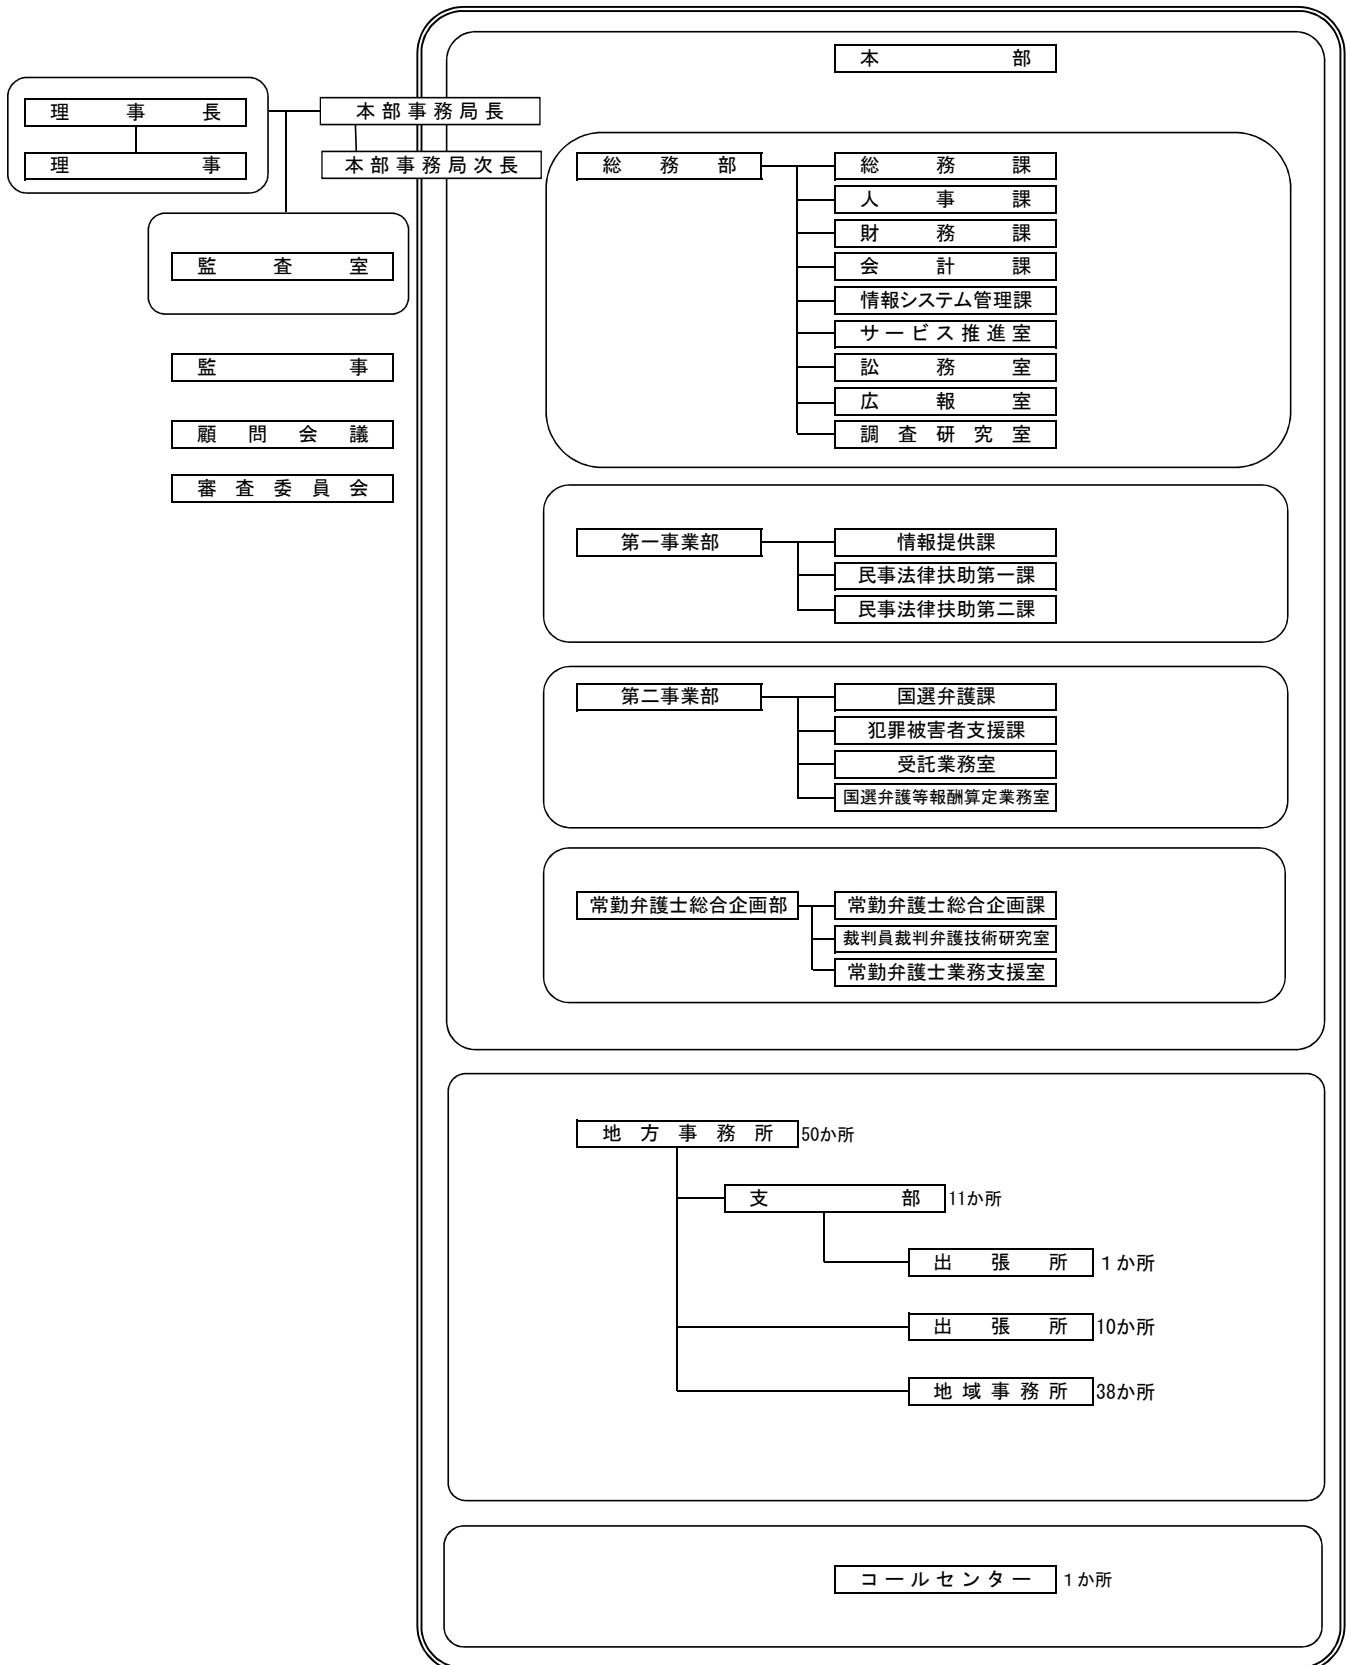 本部
理事長
本部事務局長
理事
本部事務局次長
総務部
総務課
人事課
財務課
会計課
情報システム管理課
サービス推進室
訟務室
広報室
調査研究室
監査室
監事
顧問会議
審査委員会
第一事業部
情報提供課
民事法律扶助第一課
民事法律扶助第二課
第二事業部
国選弁護課
犯罪被害者支援課
受託業務室
国選弁護等報酬算定業務室
常勤弁護士総合企画部
常勤弁護士総合企画課
裁判員裁判弁護技術研究室
常勤弁護士業務支援室
地方事務所 50か所
支部 11か所
出張所 1か所
出張所 10か所
地域事務所 38か所
コールセンター 1か所